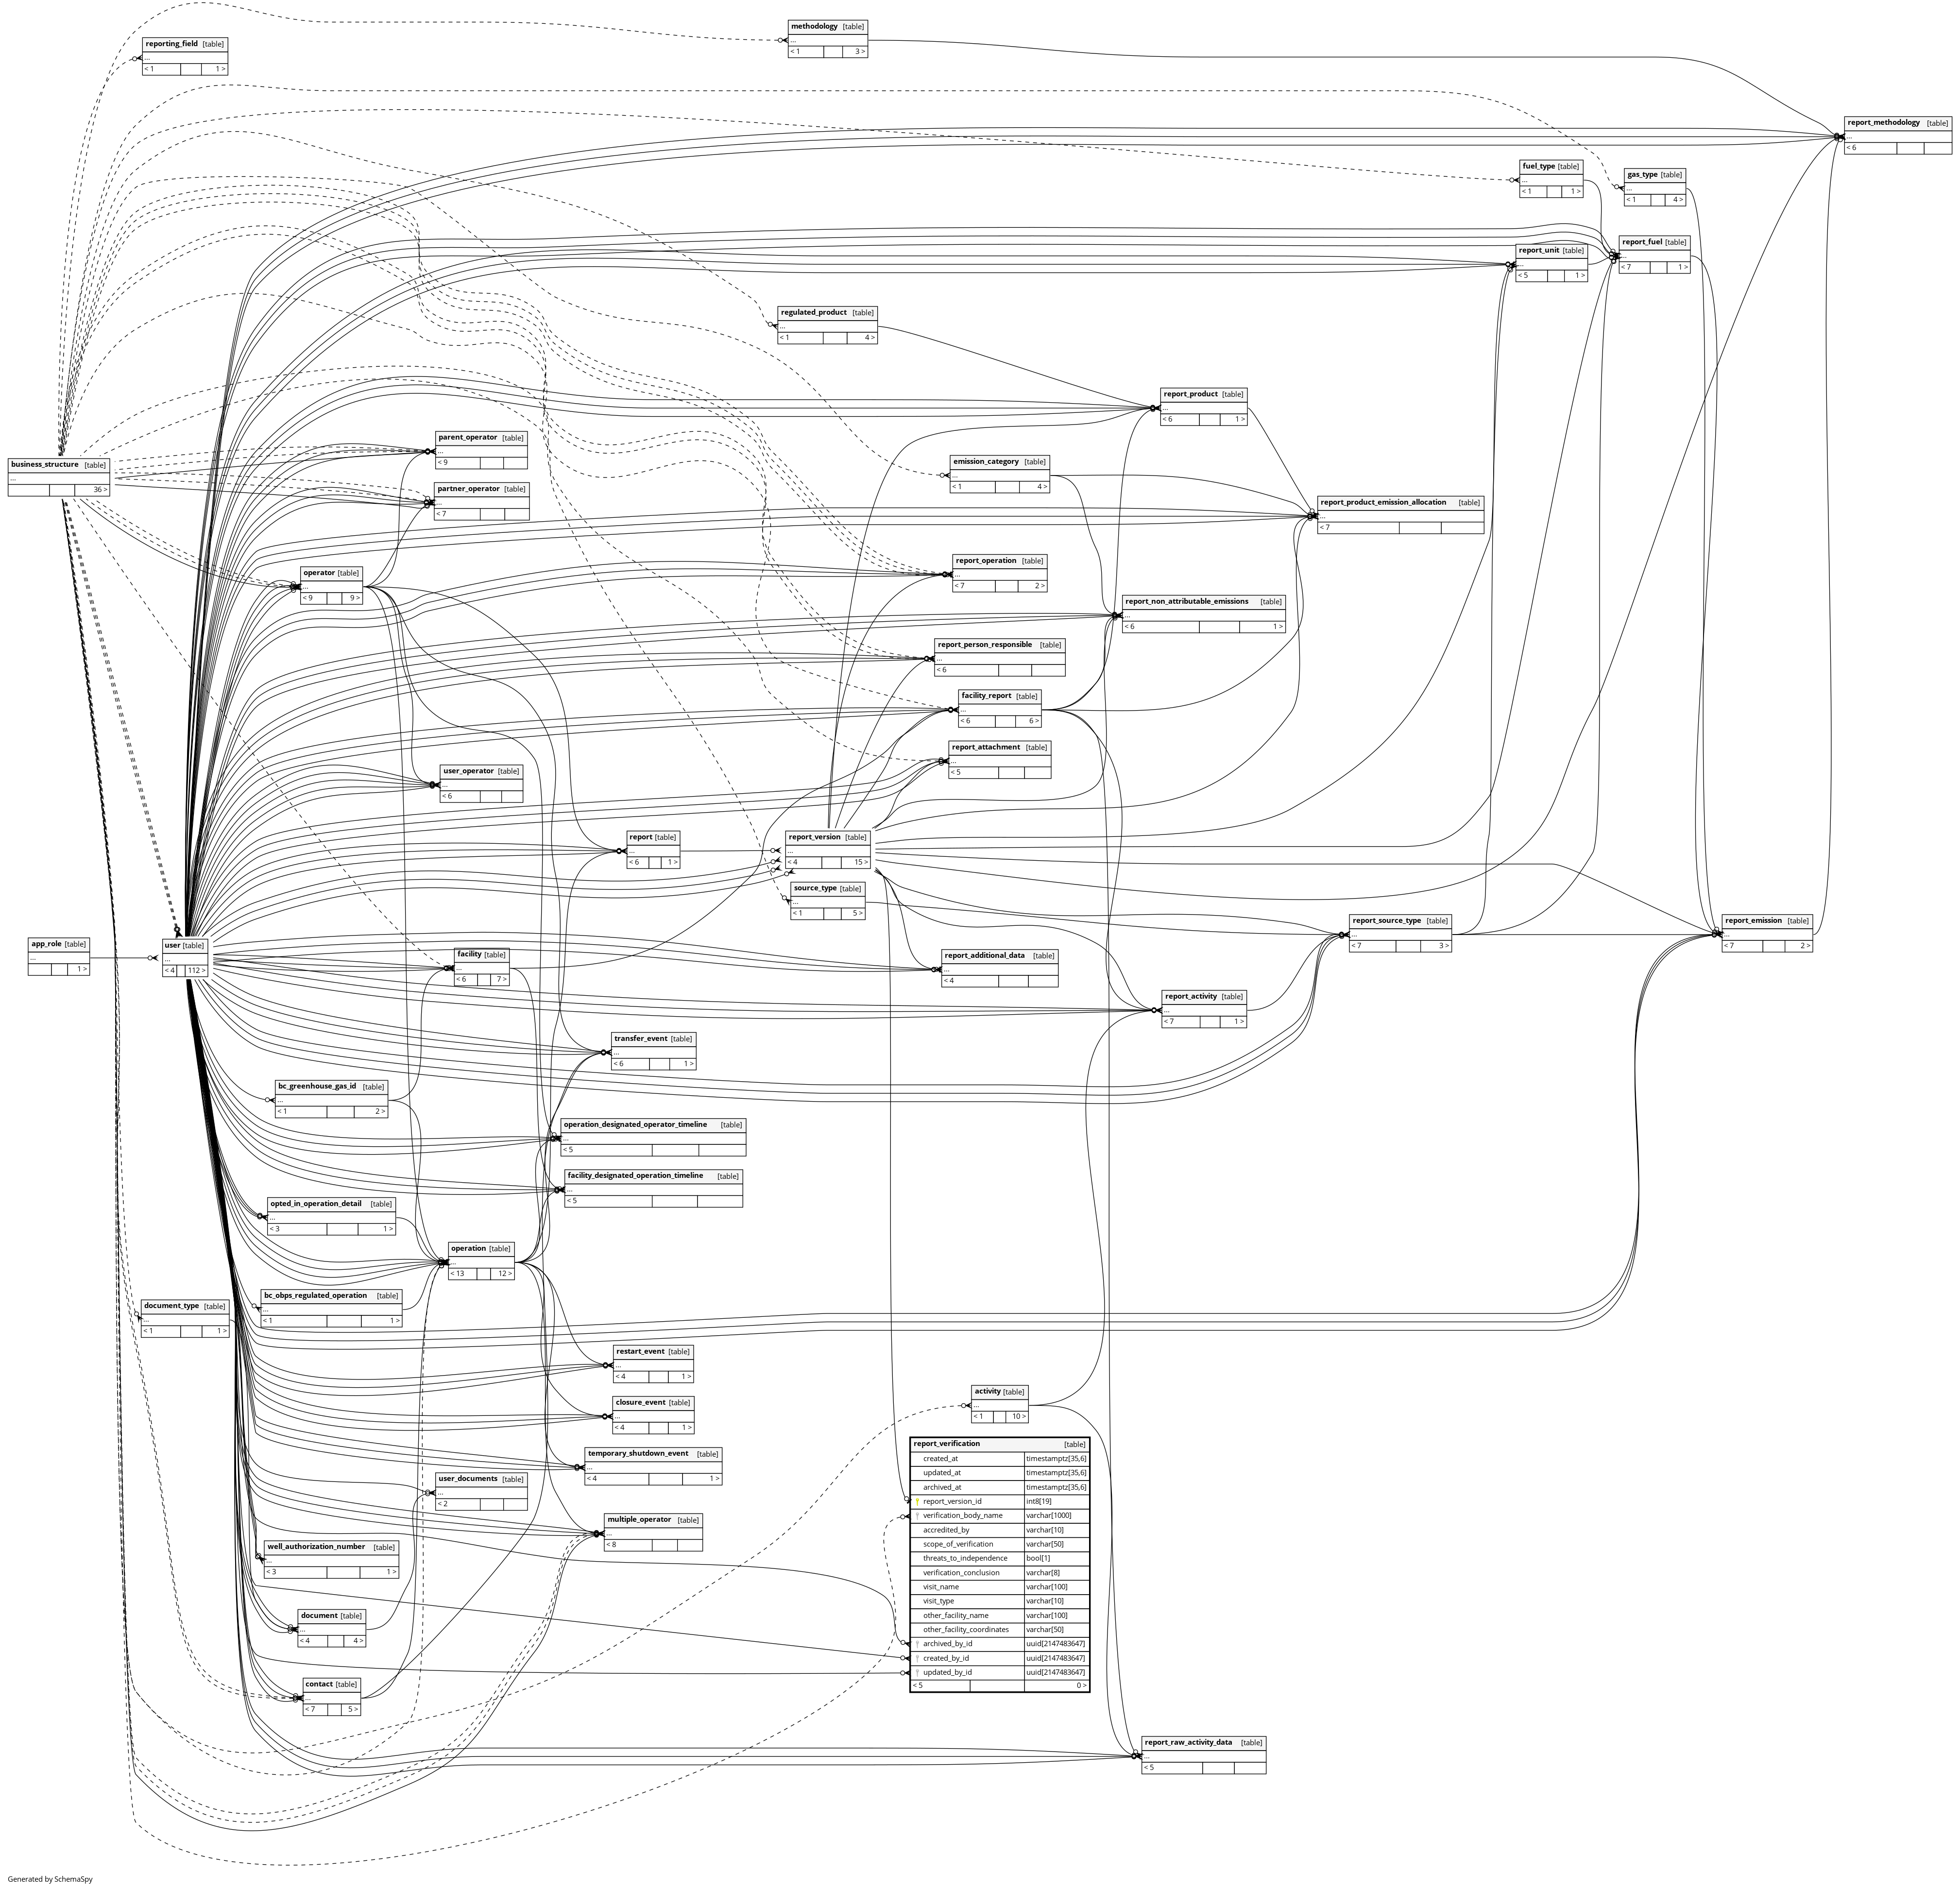 methodology [table]
...
< 1 3 >
reporting_field [table]
...
< 1 1 >
report_methodology [table]
...
< 6
fuel_type [table]
...
< 1 1 >
gas_type [table]
...
< 1 4 >
report_fuel [table]
...
< 7 1 >
report_unit [table]
...
< 5 1 >
regulated_product [table]
...
< 1 4 >
report_product [table]
...
< 6 1 >
parent_operator [table]
...
< 9
business_structure [table]
...
36 >
emission_category [table]
...
< 1 4 >
partner_operator [table]
...
< 7
report_product_emission_allocation [table]
...
< 7
report_operation [table]
...
< 7 2 >
operator [table]
...
< 9 9 >
report_non_attributable_emissions [table]
...
< 6 1 >
report_person_responsible [table]
...
< 6
facility_report [table]
...
< 6 6 >
report_attachment [table]
...
< 5
user_operator [table]
...
< 6
report [table]
...
< 6 1 >
report_version [table]
...
< 4 15 >
source_type [table]
...
< 1 5 >
report_source_type [table]
...
< 7 3 >
report_emission [table]
...
< 7 2 >
app_role [table]
...
1 >
user [table]
...
< 4 112 >
facility [table]
...
< 6 7 >
report_additional_data [table]
...
< 4
report_activity [table]
...
< 7 1 >
transfer_event [table]
...
< 6 1 >
bc_greenhouse_gas_id [table]
...
< 1 2 >
operation_designated_operator_timeline [table]
...
< 5
facility_designated_operation_timeline [table]
...
< 5
opted_in_operation_detail [table]
...
< 3 1 >
operation [table]
...
< 13 12 >
bc_obps_regulated_operation [table]
...
< 1 1 >
document_type [table]
...
< 1 1 >
restart_event [table]
...
< 4 1 >
closure_event [table]
...
< 4 1 >
activity [table]
...
< 1 10 >
temporary_shutdown_event [table]
...
< 4 1 >
user_documents [table]
...
< 2
multiple_operator [table]
...
< 8
well_authorization_number [table]
...
< 3 1 >
document [table]
...
< 4 4 >
contact [table]
...
< 7 5 >
report_verification [table]
created_at timestamptz[35,6]
updated_at timestamptz[35,6]
archived_at timestamptz[35,6]
report_version_id int8[19]
verification_body_name varchar[1000]
accredited_by varchar[10]
scope_of_verification varchar[50]
threats_to_independence bool[1]
verification_conclusion varchar[8]
visit_name varchar[100]
visit_type varchar[10]
other_facility_name varchar[100]
other_facility_coordinates varchar[50]
archived_by_id uuid[2147483647]
created_by_id uuid[2147483647]
updated_by_id uuid[2147483647]
< 5 0 >
report_raw_activity_data [table]
...
< 5
Generated by SchemaSpy